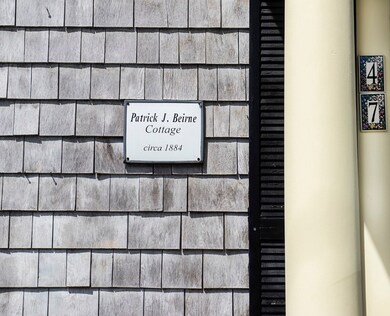 Patrick J. Beirne
Cottage
circa 1884
4
7